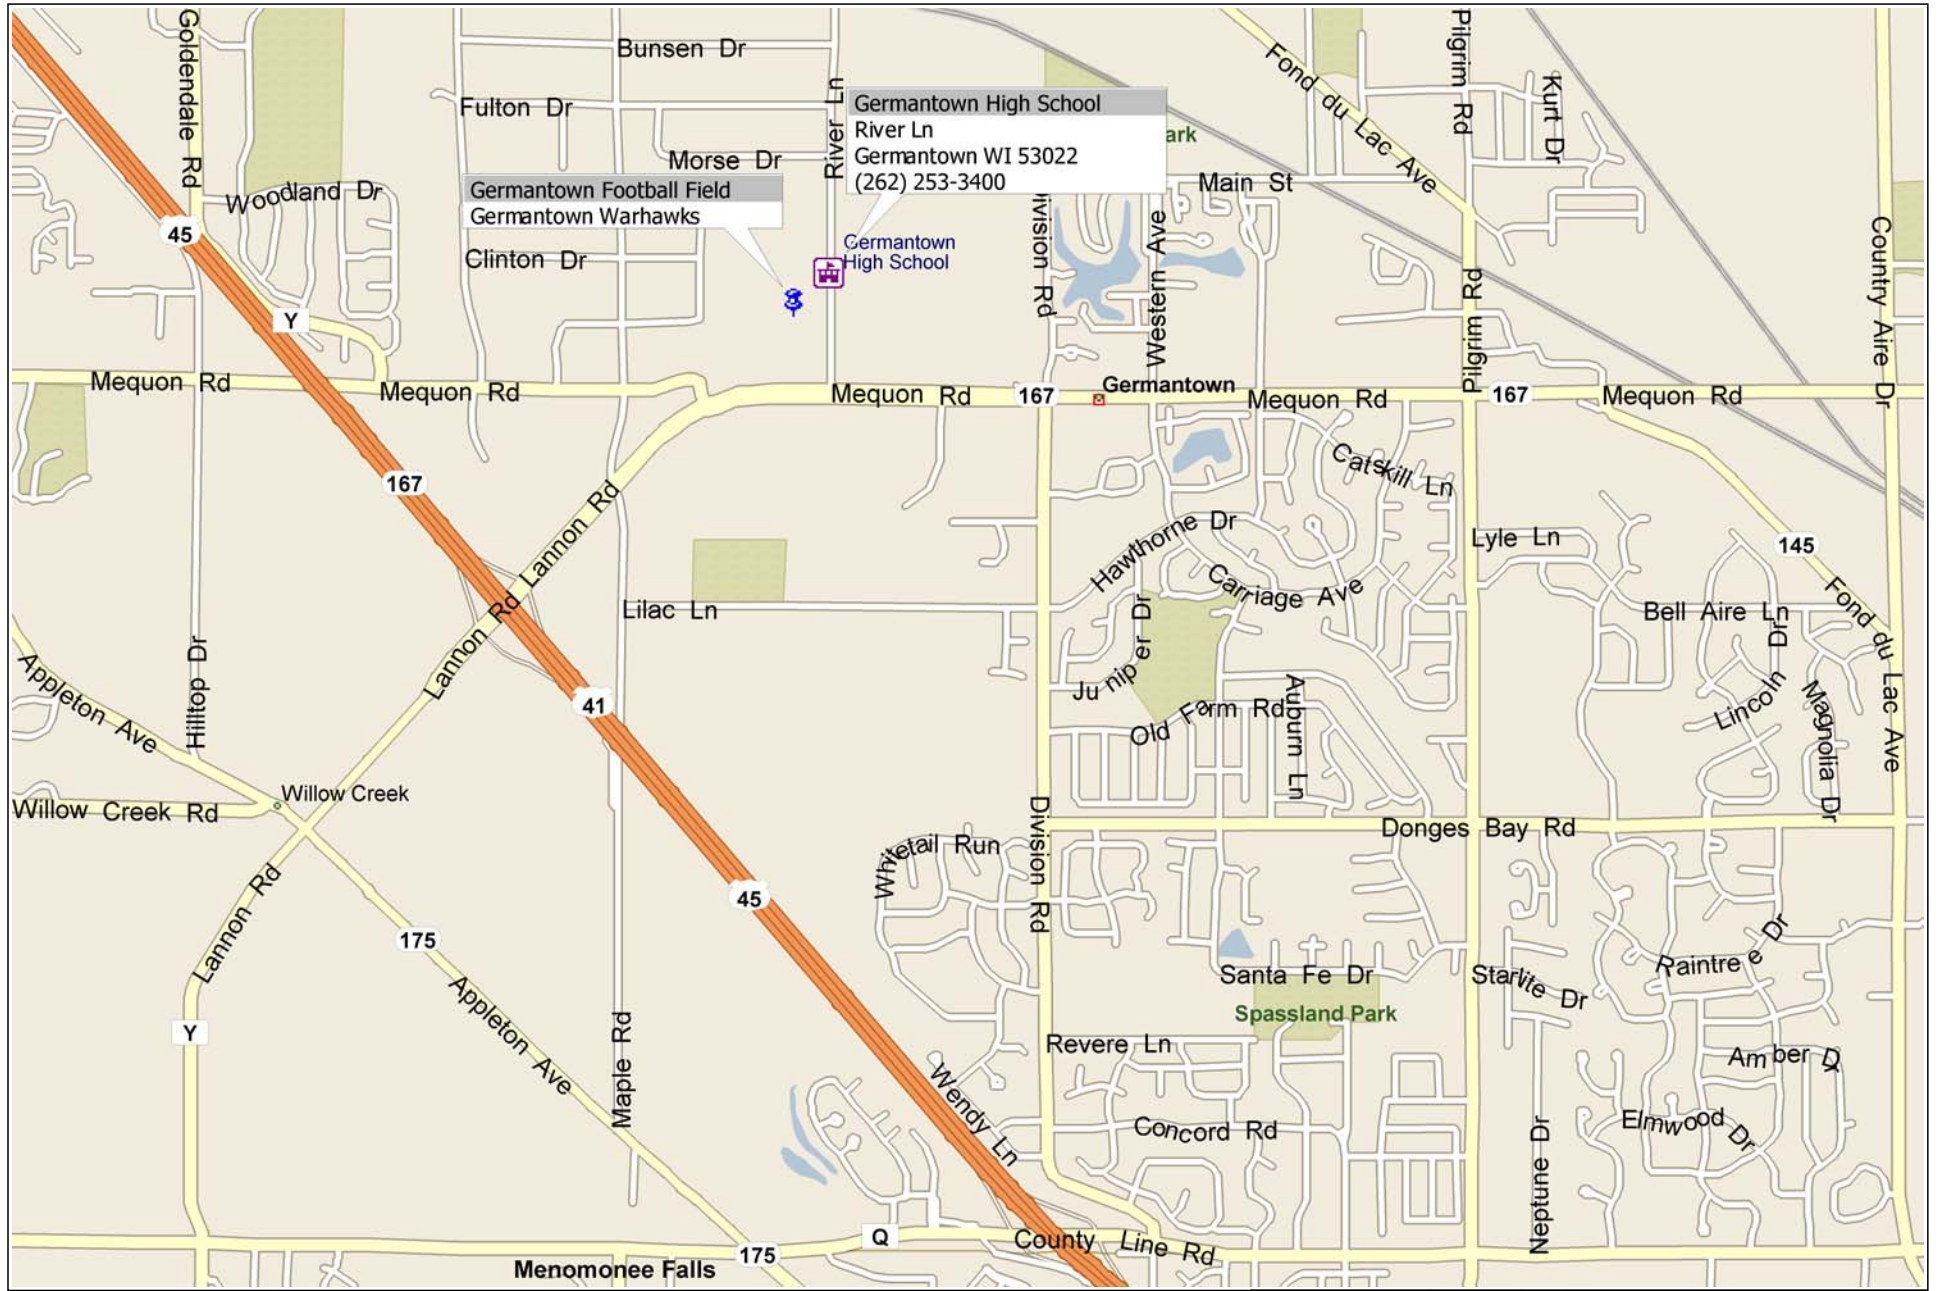 Goldendale Rd
Bunsen Dr
Fulton Dr
River Ln
Germantown High School
River Ln
Germantown WI 53022
(262) 253-3400
ark
Morse Dr
Fond du Lac Ave
Pilgrim Rd
Kurt Dr
Woodland Dr
Germantown Football Field
Germantown Warhawks
Main St
45
Clinton Dr
Germantown
High School
ivision Rd
Western Ave
Country Aire Dr
Pilgrim Rd
Y
Mequon Rd
Mequon Rd
Mequon Rd
167
Germantown
Mequon Rd
167
Mequon Rd
167
Catskill Ln
Lannon Rd
Hawthorne Dr
Lyle Ln
145
Lannon Rd
Carriage Ave
Lilac Ln
Juniper Dr
Bell Aire Ln
Fond du Lac Ave
Hilltop Dr
Appleton Ave
Lincoln Dr
Magnolia Dr
41
Old Farm Rd
Auburn Ln
Willow Creek
Willow Creek Rd
Division Rd
Donges Bay Rd
Whitetail Run
Lannon Rd
45
175
Raintree Dr
Santa Fe Dr
Starlite Dr
Spassland Park
Y
Appleton Ave
Maple Rd
Revere Ln
Amber D
Wendy Ln
Concord Rd
Elmwood Dr
Neptune Dr
Q
County Line Rd
175
Menomonee Falls